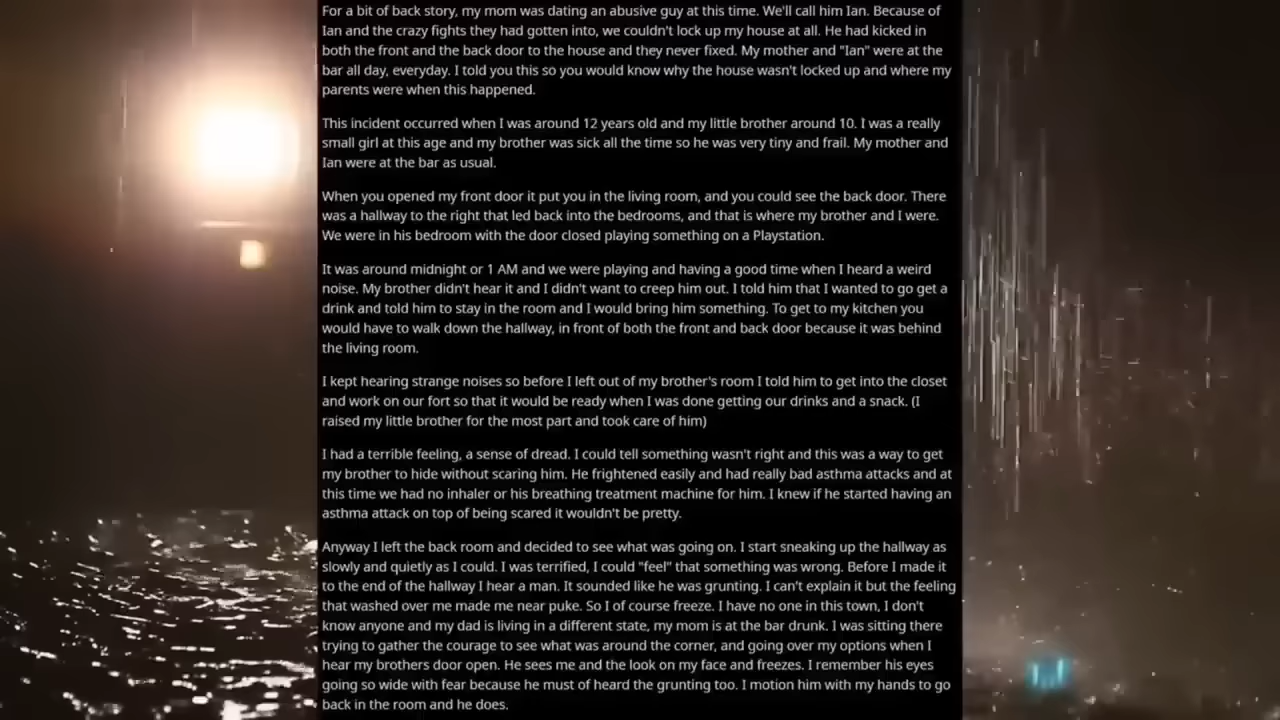 For a bit of back story, my mom was dating an abusive guy at this time. We'll call him Ian. Because of
Ian and the crazy fights they had gotten into, we couldn't lock up my house at all. He had kicked in
both the front and the back door to the house and they never fixed. My mother and "Ian" were at the
bar all day, everyday. I told you this so you would know why the house wasn't locked up and where my
parents were when this happened.
This incident occurred when I was around 12 years old and my little brother around 10. I was a really
small girl at this age and my brother was sick all the time so he was very tiny and frail. My mother and
Ian were at the bar as usual.
When you opened my front door it put you in the living room, and you could see the back door. There
was a hallway to the right that led back into the bedrooms, and that is where my brother and I were.
We were in his bedroom with the door closed playing something on a Playstation.
It was around midnight or 1 AM and we were playing and having a good time when I heard a weird
noise. My brother didn't hear it and I didn't want to creep him out. I told him that I wanted to go get a
drink and told him to stay in the room and I would bring him something. To get to my kitchen you
would have to walk down the hallway, in front of both the front and back door because it was behind
the living room.
I kept hearing strange noises so before I left out of my brother's room I told him to get into the closet
and work on our fort so that it would be ready when I was done getting our drinks and a snack. (I
raised my little brother for the most part and took care of him)
I had a terrible feeling, a sense of dread. I could tell something wasn't right and this was a way to get
my brother to hide without scaring him. He frightened easily and had really bad asthma attacks and at
this time we had no inhaler or his breathing treatment machine for him. I knew if he started having an
asthma attack on top of being scared it wouldn't be pretty.
Anyway I left the back room and decided to see what was going on. I start sneaking up the hallway as
slowly and quietly as I could. I was terrified, I could "feel" that something was wrong. Before I made it
to the end of the hallway I hear a man. It sounded like he was grunting. I can't explain it but the feeling
that washed over me made me near puke. So I of course freeze. I have no one in this town, I don't
know anyone and my dad is living in a different state, my mom is at the bar drunk. I was sitting there
trying to gather the courage to see what was around the corner, and going over my options when I
hear my brothers door open. He sees me and the look on my face and freezes. I remember his eyes
going so wide with fear because he must of heard the grunting too. I motion him with my hands to go
back in the room and he does.